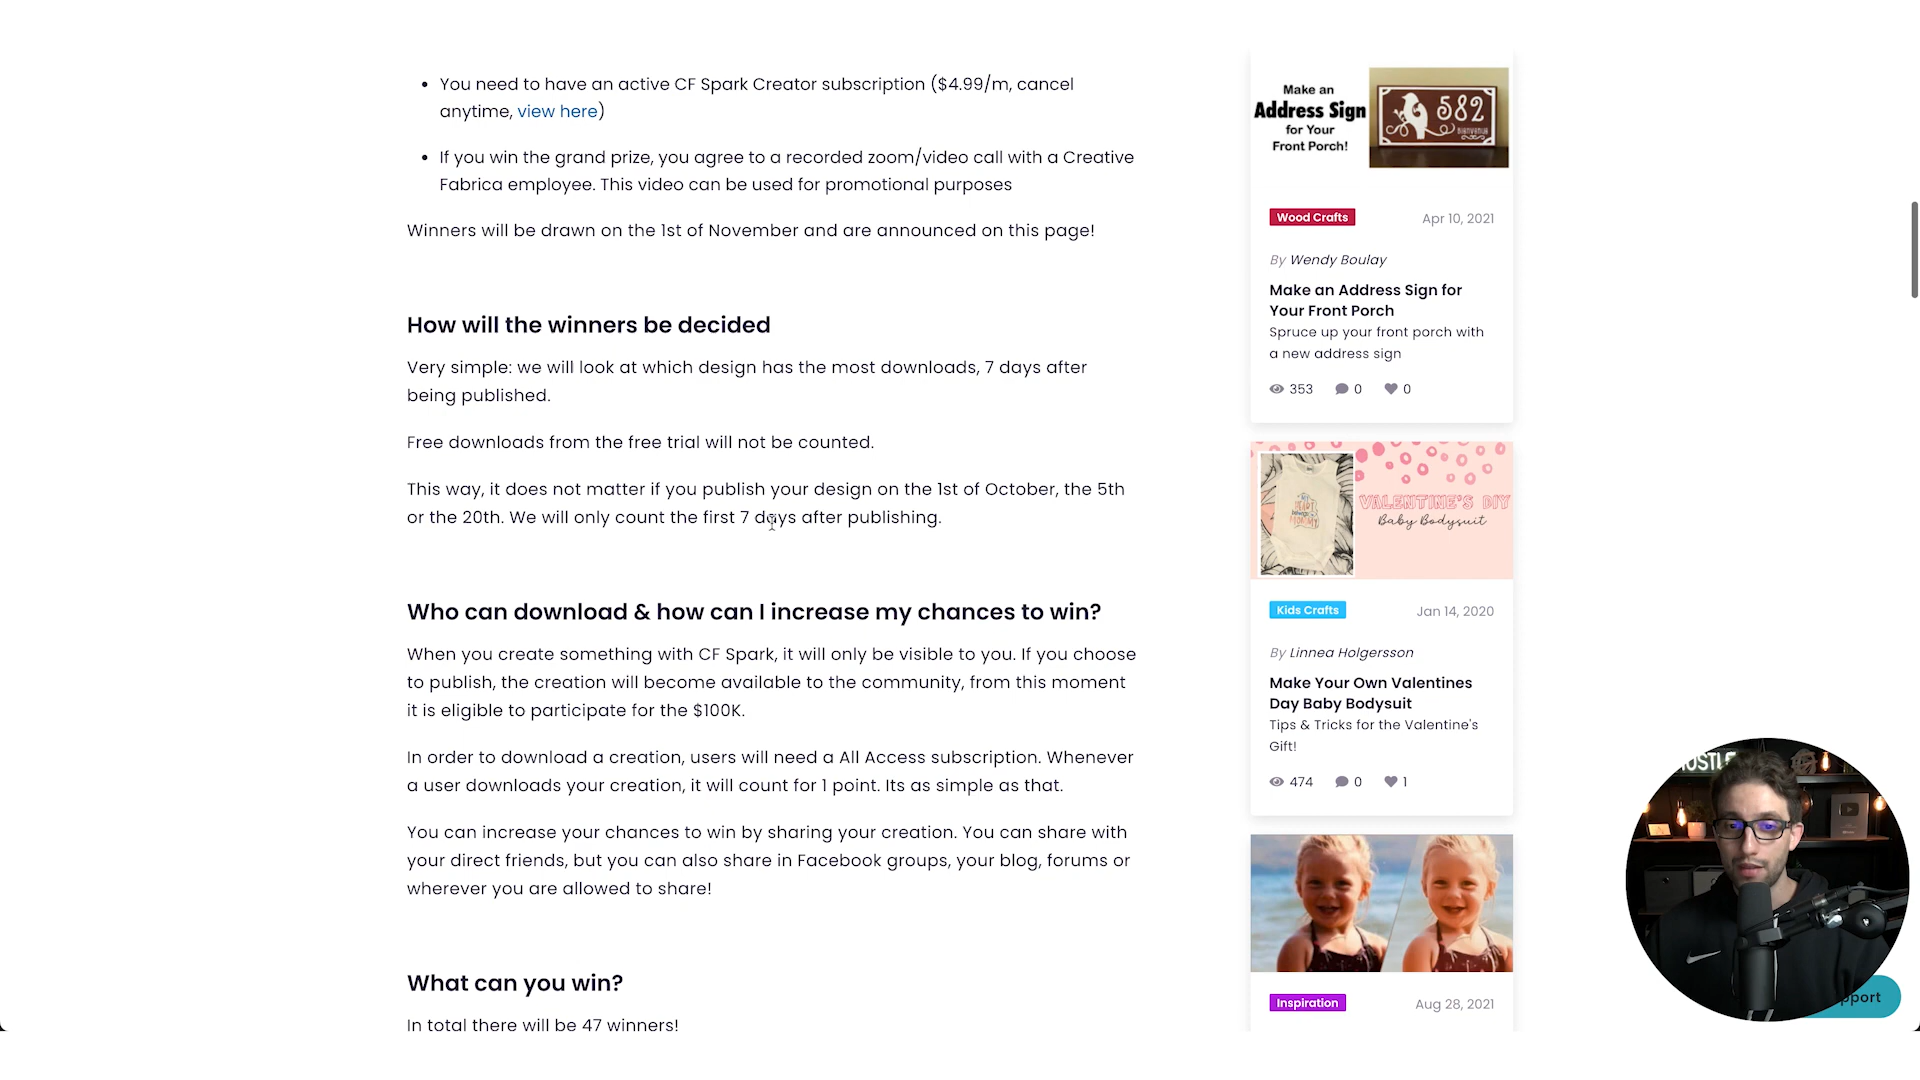 • You need to have an active CF Spark Creator subscription ($4.99/m, cancel
anytime, view here)
• If you win the grand prize, you agree to a recorded zoom/video call with a Creative
Fabrica employee. This video can be used for promotional purposes
Winners will be drawn on the 1st of November and are announced on this page!
How will the winners be decided
Very simple: we will look at which design has the most downloads, 7 days after
being published.
Free downloads from the free trial will not be counted.
This way, it does not matter if you publish your design on the 1st of October, the 5th
or the 20th. We will only count the first 7 days after publishing.
Who can download & how can I increase my chances to win?
When you create something with CF Spark, it will only be visible to you. If you choose
to publish, the creation will become available to the community, from this moment
it is eligible to participate for the $100K.
In order to download a creation, users will need a All Access subscription. Whenever
a user downloads your creation, it will count for 1 point. Its as simple as that.
You can increase your chances to win by sharing your creation. You can share with
your direct friends, but you can also share in Facebook groups, your blog, forums or
wherever you are allowed to share!
What can you win?
In total there will be 47 winners!
Make an
Address Sign
for Your
Front Porch!
582
BIENVENUE
Wood Crafts
Apr 10, 2021
By Wendy Boulay
Make an Address Sign for
Your Front Porch
Spruce up your front porch with
a new address sign
353 0 0
VALENTINE'S DIY
Baby Bodysuit
Kids Crafts
Jan 14, 2020
By Linnea Holgersson
Make Your Own Valentines
Day Baby Bodysuit
Tips & Tricks for the Valentine's
Gift!
474 0 1
Inspiration
Aug 28, 2021